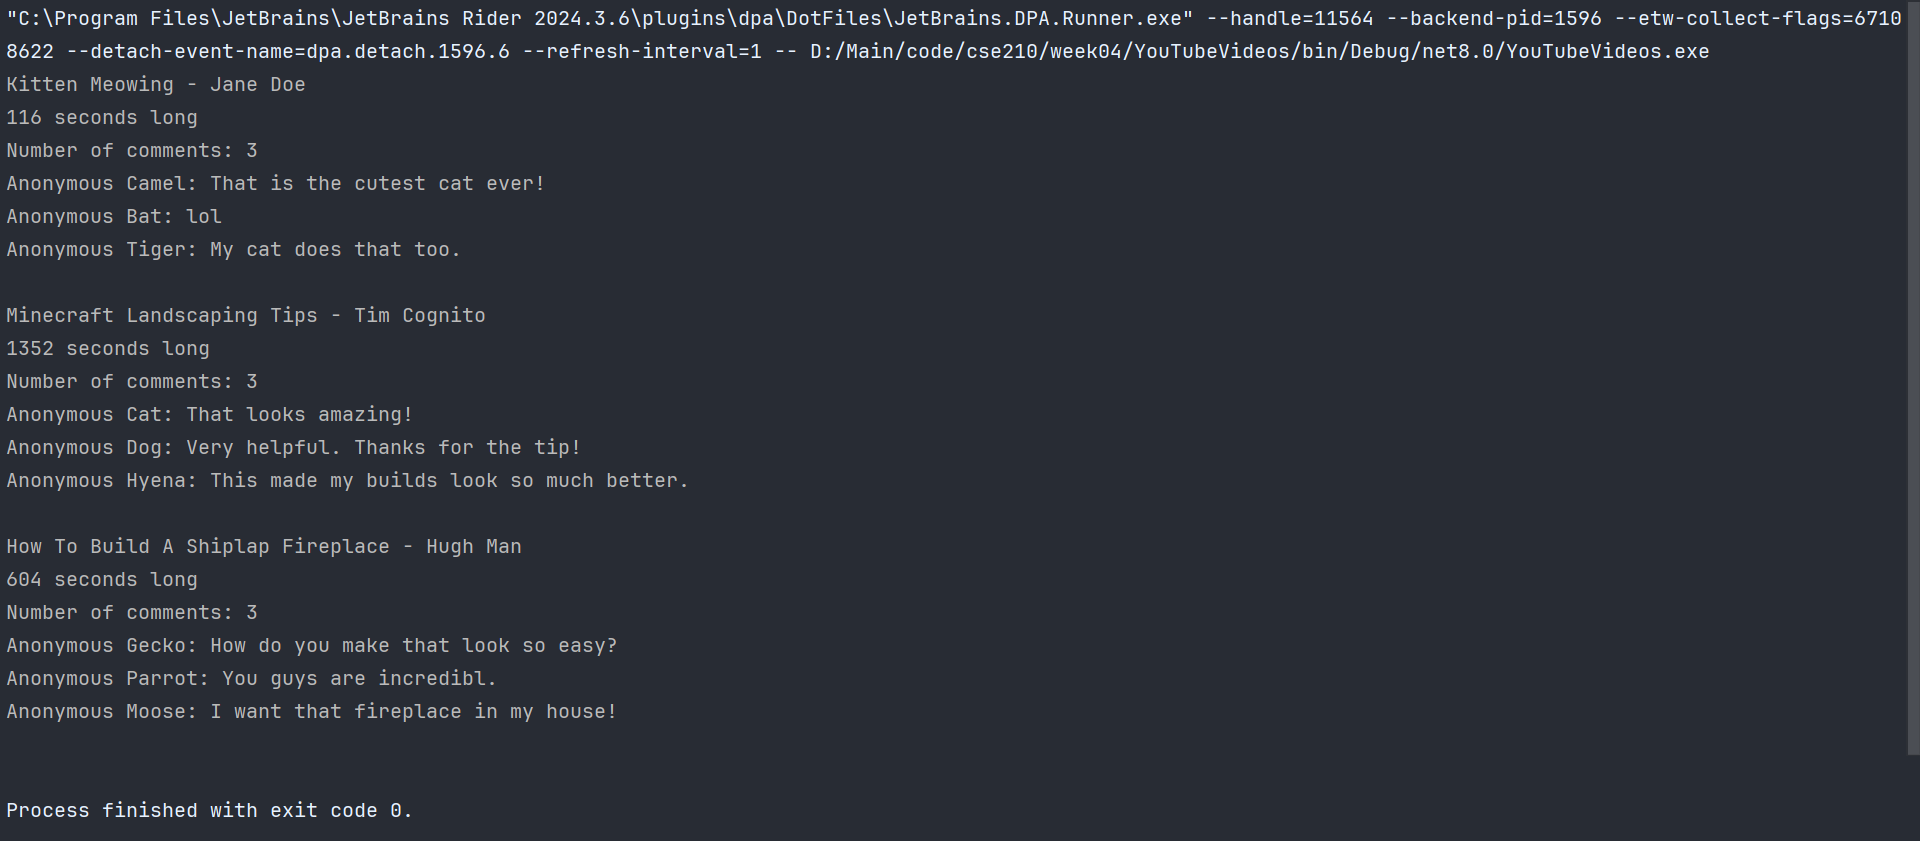 "C:\Program Files\JetBrains\JetBrains Rider 2024.3.6\plugins\dpa\DotFiles\JetBrains.DPA.Runner.exe" --handle=11564 --backend-pid=1596 --etw-collect-flags=6710
8622 --detach-event-name=dpa.detach.1596.6 --refresh-interval=1 -- D:/Main/code/cse210/week04/YouTubeVideos/bin/Debug/net8.0/YouTubeVideos.exe
Kitten Meowing - Jane Doe
116 seconds long
Number of comments: 3
Anonymous Camel: That is the cutest cat ever!
Anonymous Bat: lol
Anonymous Tiger: My cat does that too.

Minecraft Landscaping Tips - Tim Cognito
1352 seconds long
Number of comments: 3
Anonymous Cat: That looks amazing!
Anonymous Dog: Very helpful. Thanks for the tip!
Anonymous Hyena: This made my builds look so much better.

How To Build A Shiplap Fireplace - Hugh Man
604 seconds long
Number of comments: 3
Anonymous Gecko: How do you make that look so easy?
Anonymous Parrot: You guys are incredibl.
Anonymous Moose: I want that fireplace in my house!

Process finished with exit code 0.